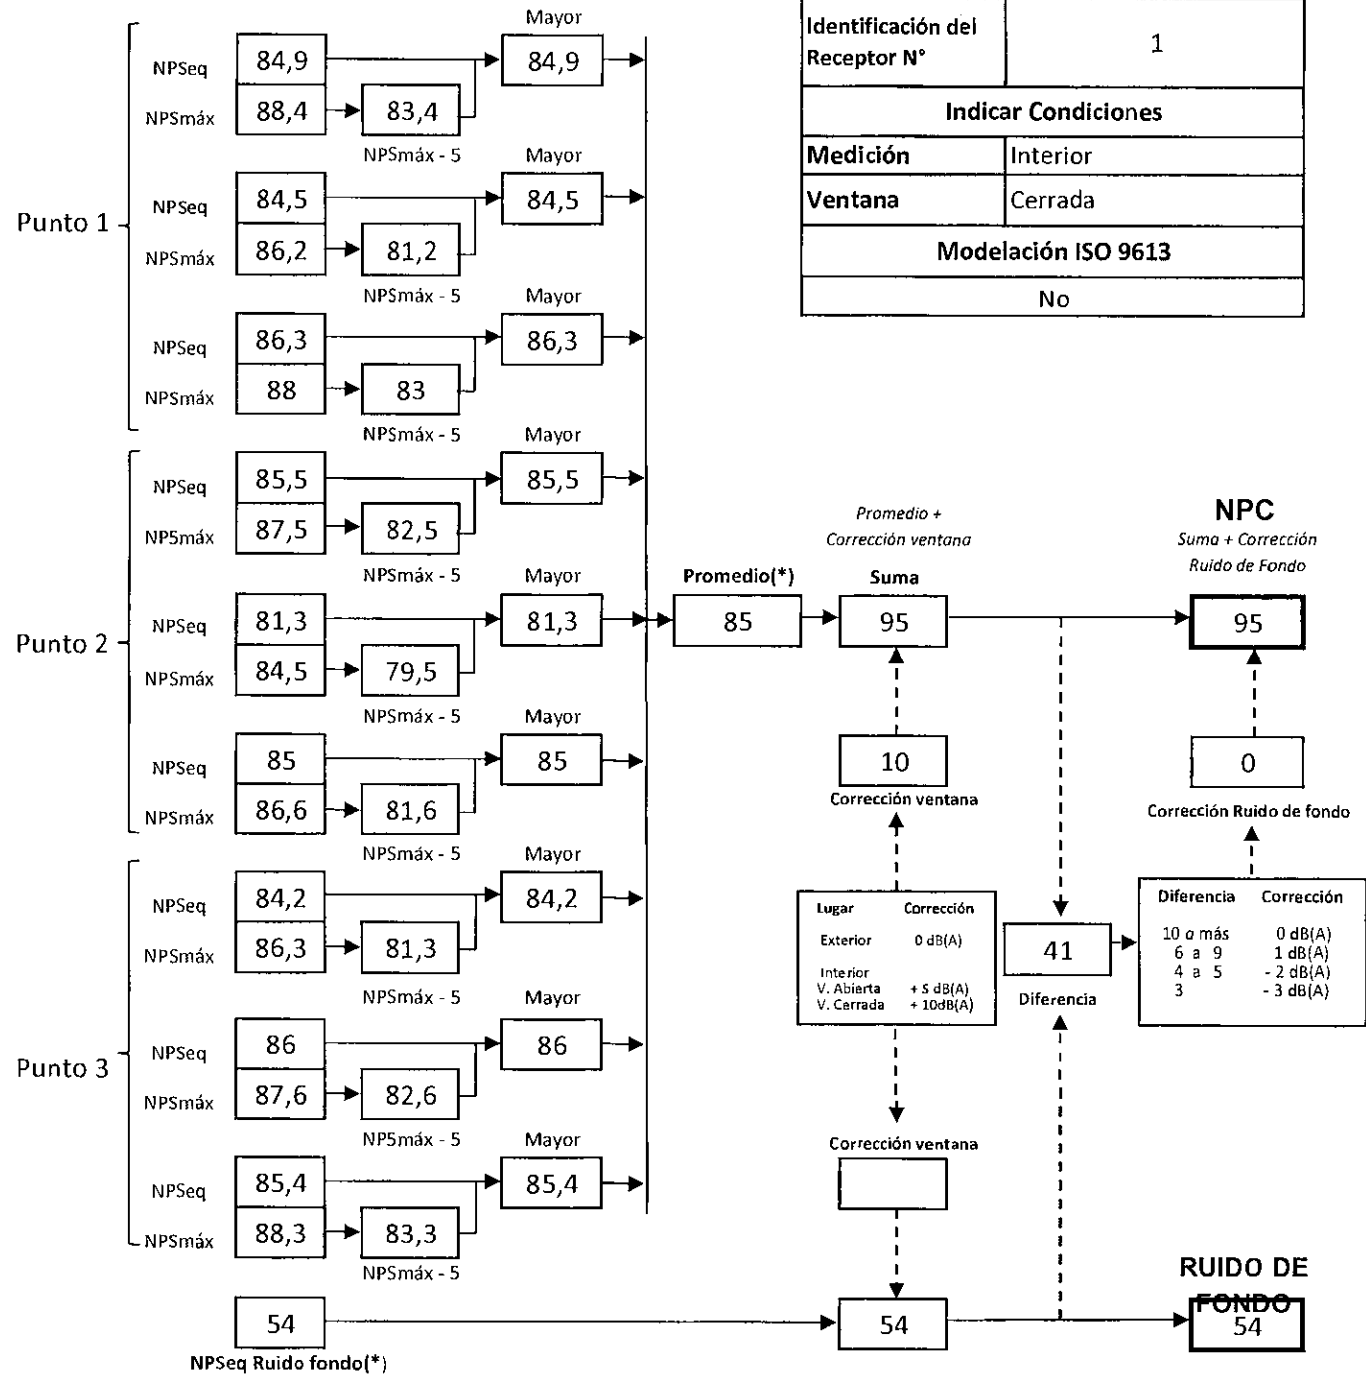 Identificación del
Receptor N°
1
Indicar Condiciones
Medición
Interior
Ventana
Cerrada
Modelación ISO 9613
No
Punto 1
Mayor
NPSeq
84,9
84,9
NPSmáx
88,4
83,4
NPSmáx - 5
Mayor
NPSeq
84,5
84,5
NPSmáx
86,2
81,2
NPSmáx - 5
Mayor
NPSeq
86,3
86,3
NPSmáx
88
83
NPSmáx - 5
Punto 2
Mayor
NPSeq
85,5
85,5
NP5máx
87,5
82,5
NPSmáx - 5
Mayor
NPSeq
81,3
81,3
NPSmáx
84,5
79,5
NPSmáx - 5
Mayor
NPSeq
85
85
NPSmáx
86,6
81,6
NPSmáx - 5
Punto 3
Mayor
NPSeq
84,2
84,2
NPSmáx
86,3
81,3
NPSmáx - 5
Mayor
NPSeq
86
86
NPSmáx
87,6
82,6
NP5máx - 5
Mayor
NPSeq
85,4
85,4
NPSmáx
88,3
83,3
NPSmáx - 5
54
NPSeq Ruido fondo(*)
Promedio(*)
85
Promedio +
Corrección ventana
Suma
95
10
Corrección ventana
Lugar Corrección
Exterior 0 dB(A)
Interior
V. Abierta + 5 dB(A)
V. Cerrada + 10dB(A)
Corrección ventana
54
41
Diferencia
NPC
Suma + Corrección
Ruido de Fondo
95
0
Corrección Ruido de fondo
Diferencia Corrección
10 a más 0 dB(A)
6 a 9 1 dB(A)
4 a 5 - 2 dB(A)
3 - 3 dB(A)
RUIDO DE
FONDO
54